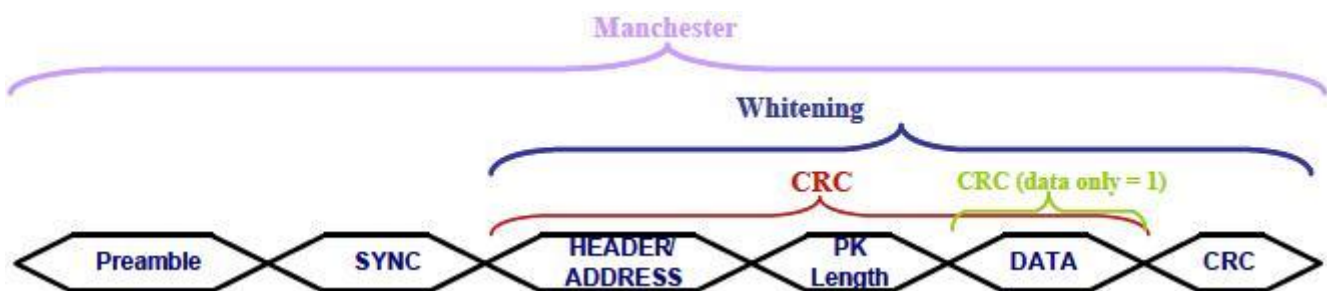 Manchester
Whitening
CRC
CRC (data only = 1)
Preamble
SYNC
HEADER/
ADDRESS
PK
Length
DATA
CRC